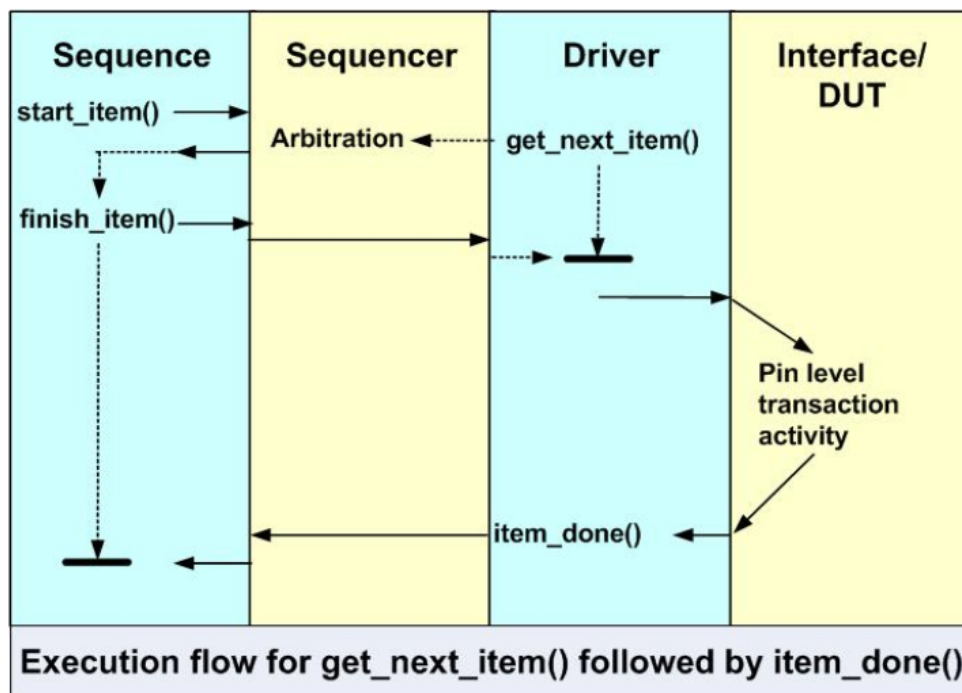 Sequence
Sequencer
Driver
Interface/
DUT
start_item()
Arbitration
get_next_item()
finish_item()
Pin level
transaction
activity
item_done()
Execution flow for get_next_item() followed by item_done()